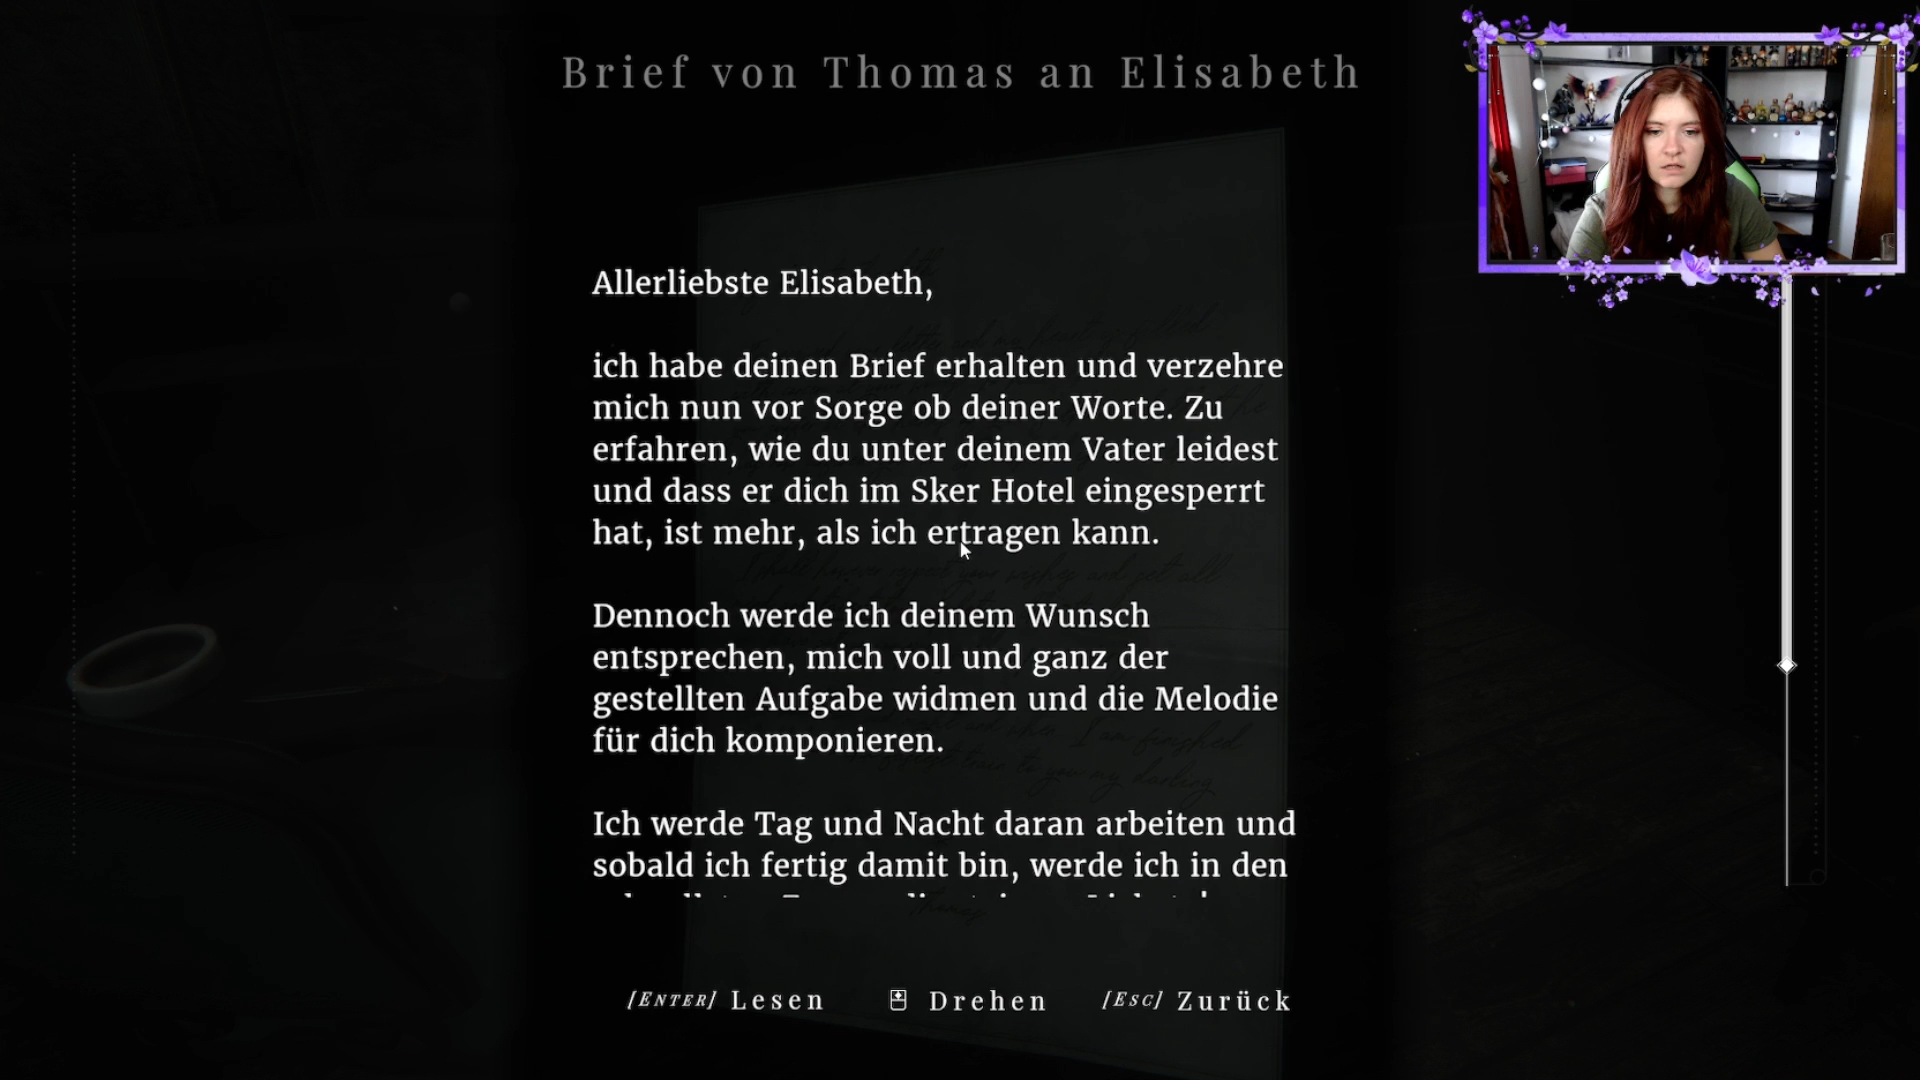 Brief von Thomas an Elisabeth
Allerliebste Elisabeth,
ich habe deinen Brief erhalten und verzehre
mich nun vor Sorge ob deiner Worte. Zu
erfahren, wie du unter deinem Vater leidest
und dass er dich im Sker Hotel eingesperrt
hat, ist mehr, als ich ertragen kann.
Dennoch werde ich deinem Wunsch
entsprechen, mich voll und ganz der
gestellten Aufgabe widmen und die Melodie
für dich komponieren.
Ich werde Tag und Nacht daran arbeiten und
sobald ich fertig damit bin, werde ich in den
[ENTER] Lesen Drehen [ESC] Zurück